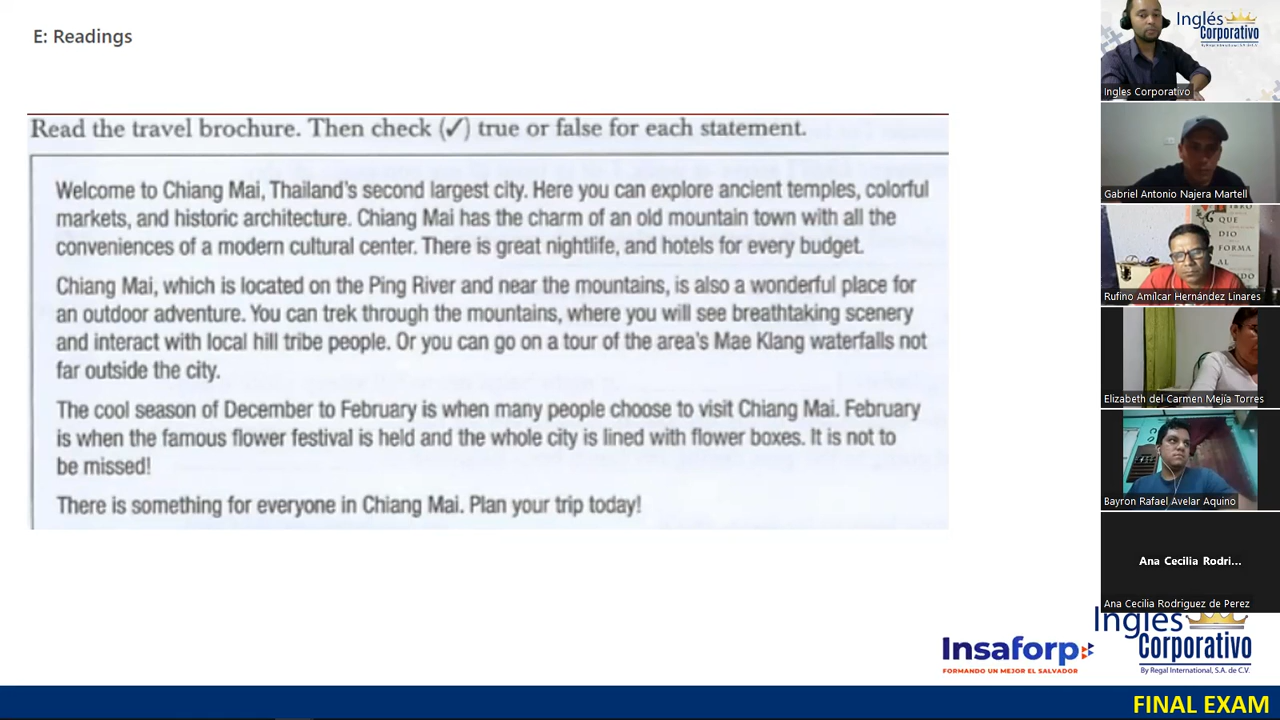 E: Readings
Read the travel brochure. Then check (✓) true or false for each statement.
Welcome to Chiang Mai, Thailand's second largest city. Here you can explore ancient temples, colorful
markets, and historic architecture. Chiang Mai has the charm of an old mountain town with all the
conveniences of a modern cultural center. There is great nightlife, and hotels for every budget.
Chiang Mai, which is located on the Ping River and near the mountains, is also a wonderful place for
an outdoor adventure. You can trek through the mountains, where you will see breathtaking scenery
and interact with local hill tribe people. Or you can go on a tour of the area's Mae Klang waterfalls not
far outside the city.
The cool season of December to February is when many people choose to visit Chiang Mai. February
is when the famous flower festival is held and the whole city is lined with flower boxes. It is not to
be missed!
There is something for everyone in Chiang Mai. Plan your trip today!
Inglés
Corporativo
Ingles Corporativo
Gabriel Antonio Najera Martell
QUE
DIO
FORMA
AL
Rufino Amílcar Hernández Linares
Elizabeth del Carmen Mejía Torres
Bayron Rafael Avelar Aquino
Ana Cecilia Rodri...
Ana Cecilia Rodriguez de Perez
Insaforp
FORMANDO UN MEJOR EL SALVADOR
Inglés
Corporativo
By Regal International, S.A. de C.V.
FINAL EXAM